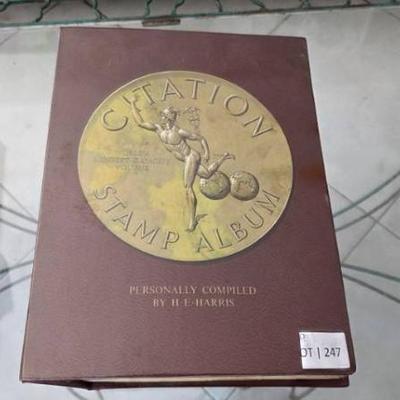 CITATION
STAMP ALBUM
PERSONALLY COMPILED
BY H·E·HARRIS
OT | 247